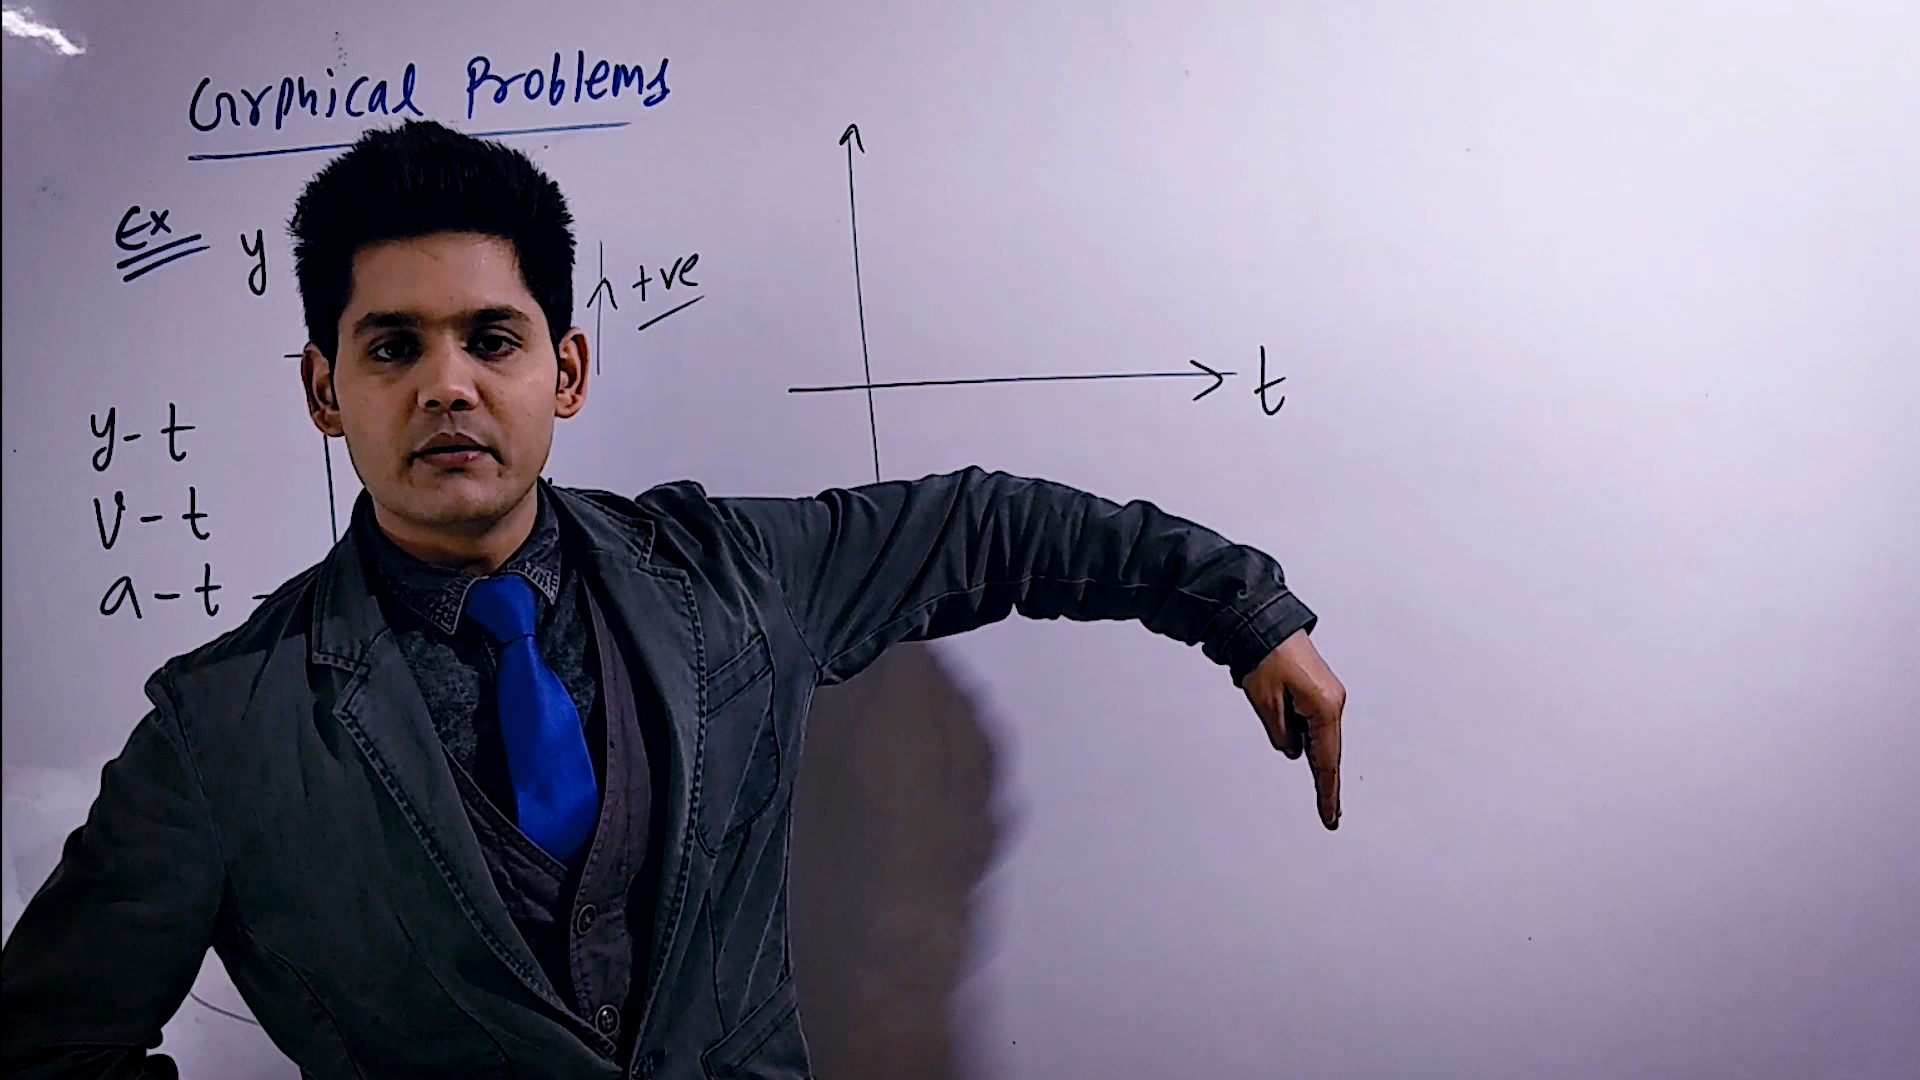 Grphical Problems
Ex
y
+ve
t
y-t
v-t
a-t